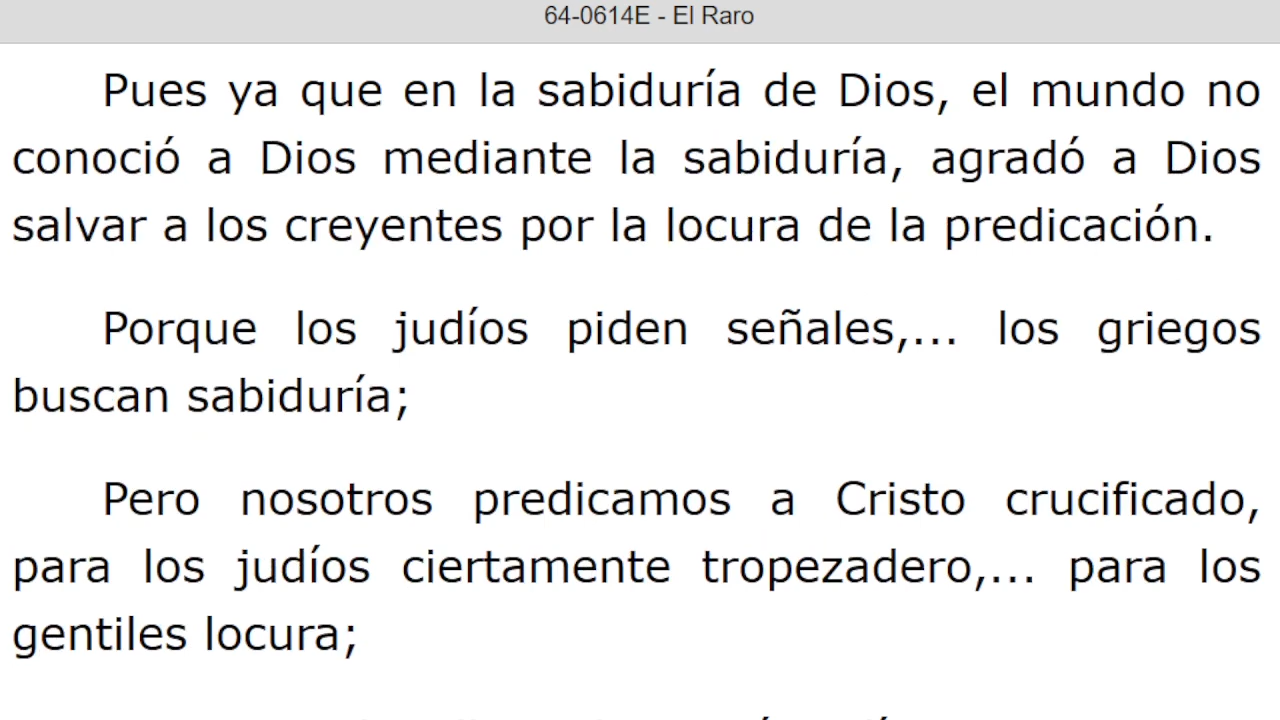 64-0614E - El Raro
Pues ya que en la sabiduría de Dios, el mundo no
conoció a Dios mediante la sabiduría, agradó a Dios
salvar a los creyentes por la locura de la predicación.
Porque los judíos piden señales,... los griegos
buscan sabiduría;
Pero nosotros predicamos a Cristo crucificado,
para los judíos ciertamente tropezadero,... para los
gentiles locura;